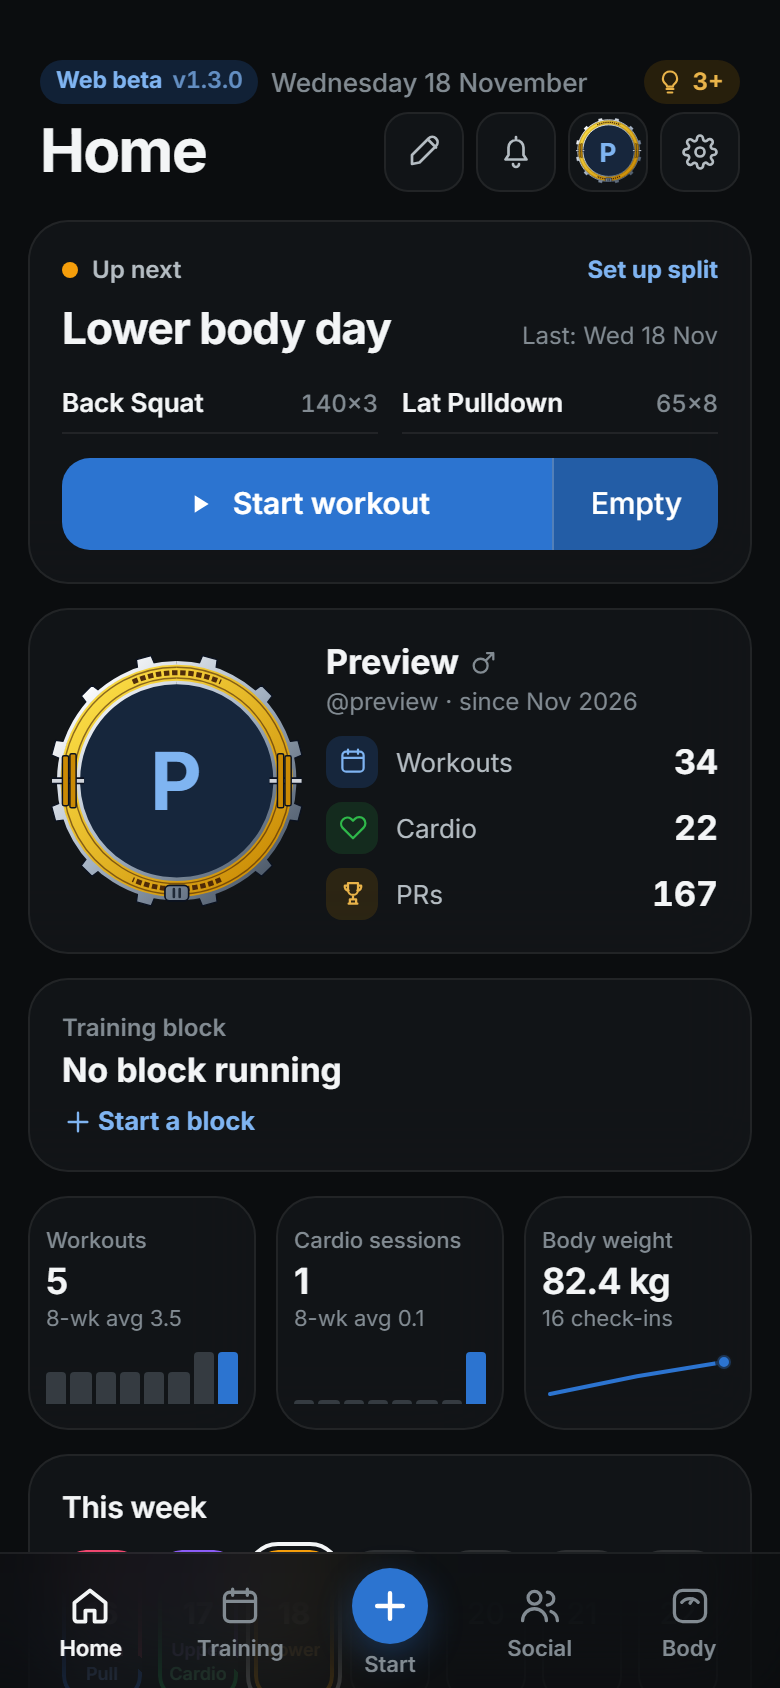 Web beta v1.3.0 Wednesday 18 November 3+
Home P
Up next Set up split
Lower body day Last: Wed 18 Nov
Back Squat 140×3 Lat Pulldown 65×8
Start workout Empty
P
Preview
@preview · since Nov 2026
Workouts 34
Cardio 22
PRs 167
Training block
No block running
Start a block
Workouts Cardio sessions Body weight
5 1 82.4 kg
8-wk avg 3.5 8-wk avg 0.1 16 check-ins
This week
17 18
Home Training Start Social Body
Pull Cardio